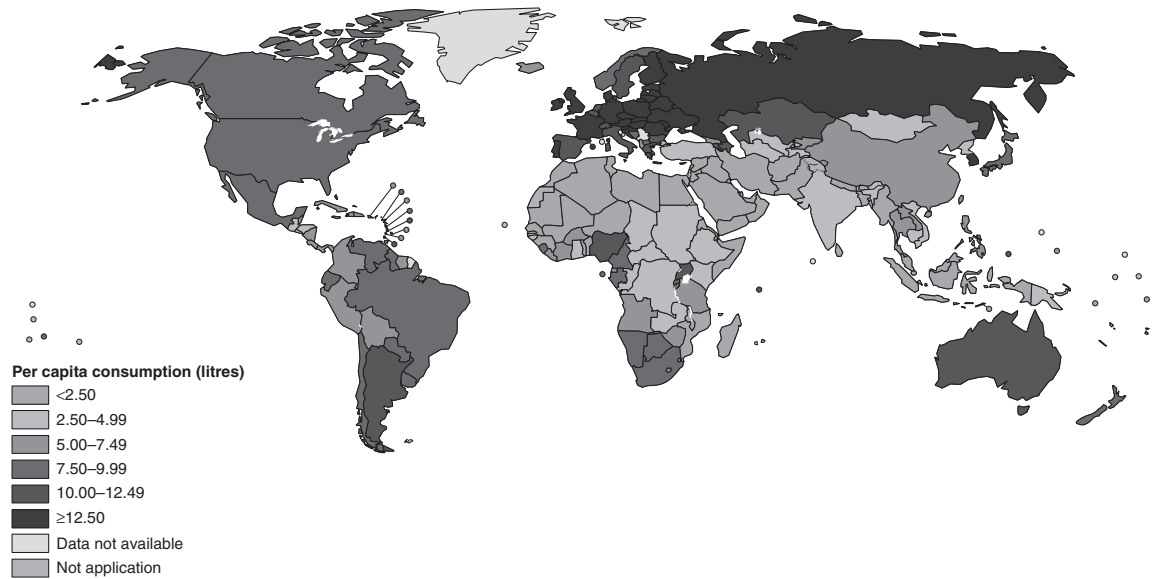 Per capita consumption (litres)
<2.50
2.50–4.99
5.00–7.49
7.50–9.99
10.00–12.49
≥12.50
Data not available
Not application